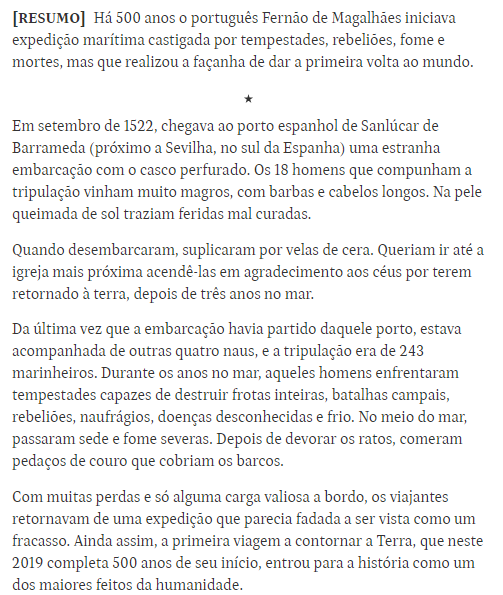 [RESUMO] Há 500 anos o português Fernão de Magalhães iniciava
expedição marítima castigada por tempestades, rebeliões, fome e
mortes, mas que realizou a façanha de dar a primeira volta ao mundo.
★
Em setembro de 1522, chegava ao porto espanhol de Sanlúcar de
Barrameda (próximo a Sevilha, no sul da Espanha) uma estranha
embarcação com o casco perfurado. Os 18 homens que compunham a
tripulação vinham muito magros, com barbas e cabelos longos. Na pele
queimada de sol traziam feridas mal curadas.
Quando desembarcaram, suplicaram por velas de cera. Queriam ir até a
igreja mais próxima acendê-las em agradecimento aos céus por terem
retornado à terra, depois de três anos no mar.
Da última vez que a embarcação havia partido daquele porto, estava
acompanhada de outras quatro naus, e a tripulação era de 243
marinheiros. Durante os anos no mar, aqueles homens enfrentaram
tempestades capazes de destruir frotas inteiras, batalhas campais,
rebeliões, naufrágios, doenças desconhecidas e frio. No meio do mar,
passaram sede e fome severas. Depois de devorar os ratos, comeram
pedaços de couro que cobriam os barcos.
Com muitas perdas e só alguma carga valiosa a bordo, os viajantes
retornavam de uma expedição que parecia fadada a ser vista como um
fracasso. Ainda assim, a primeira viagem a contornar a Terra, que neste
2019 completa 500 anos de seu início, entrou para a história como um
dos maiores feitos da humanidade.